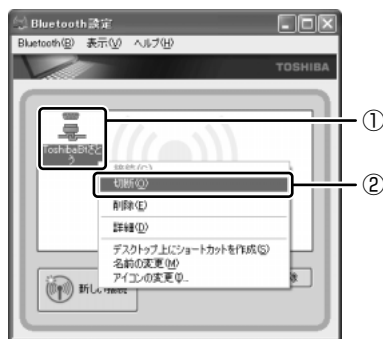 Bluetooth設定
Bluetooth(B) 表示(V) ヘルプ(H)
TOSHIBA
①
切断(O)
②
削除(E)
詳細(D)
デスクトップ上にショートカットを作成(S)
名前の変更(M)
アイコンの変更(I)...
新しい接続